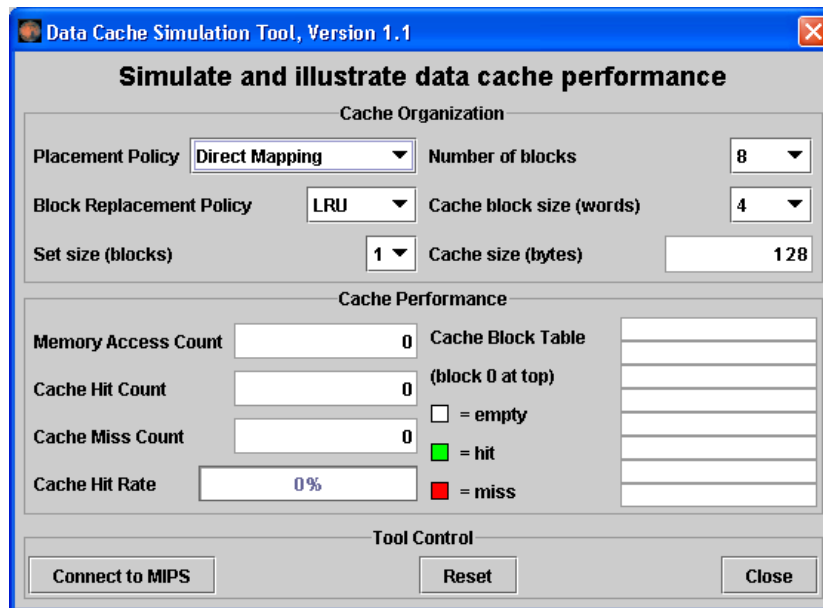 Data Cache Simulation Tool, Version 1.1
Simulate and illustrate data cache performance
Cache Organization
Placement Policy Direct Mapping Number of blocks 8
Block Replacement Policy LRU Cache block size (words) 4
Set size (blocks) 1 Cache size (bytes) 128
Cache Performance
Memory Access Count 0 Cache Block Table
(block 0 at top)
Cache Hit Count 0
= empty
Cache Miss Count 0
= hit
Cache Hit Rate 0%
= miss
Tool Control
Connect to MIPS Reset Close